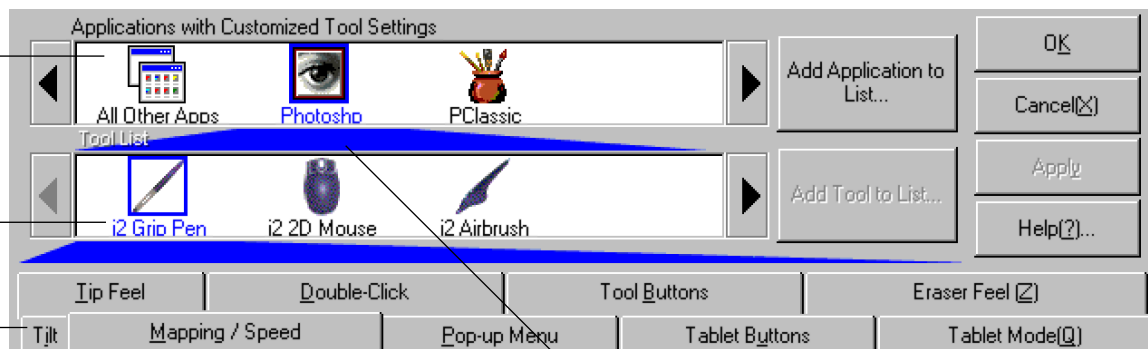 Applications with Customized Tool Settings
All Other Apps
Photoshp
PClassic
Add Application to
List...
OK
Cancel(X)
Tool List
i2 Grip Pen
i2 2D Mouse
i2 Airbrush
Add Tool to List...
Apply
Help(?)...
Tip Feel
Double-Click
Tool Buttons
Eraser Feel (Z)
Tilt
Mapping / Speed
Pop-up Menu
Tablet Buttons
Tablet Mode(Q)